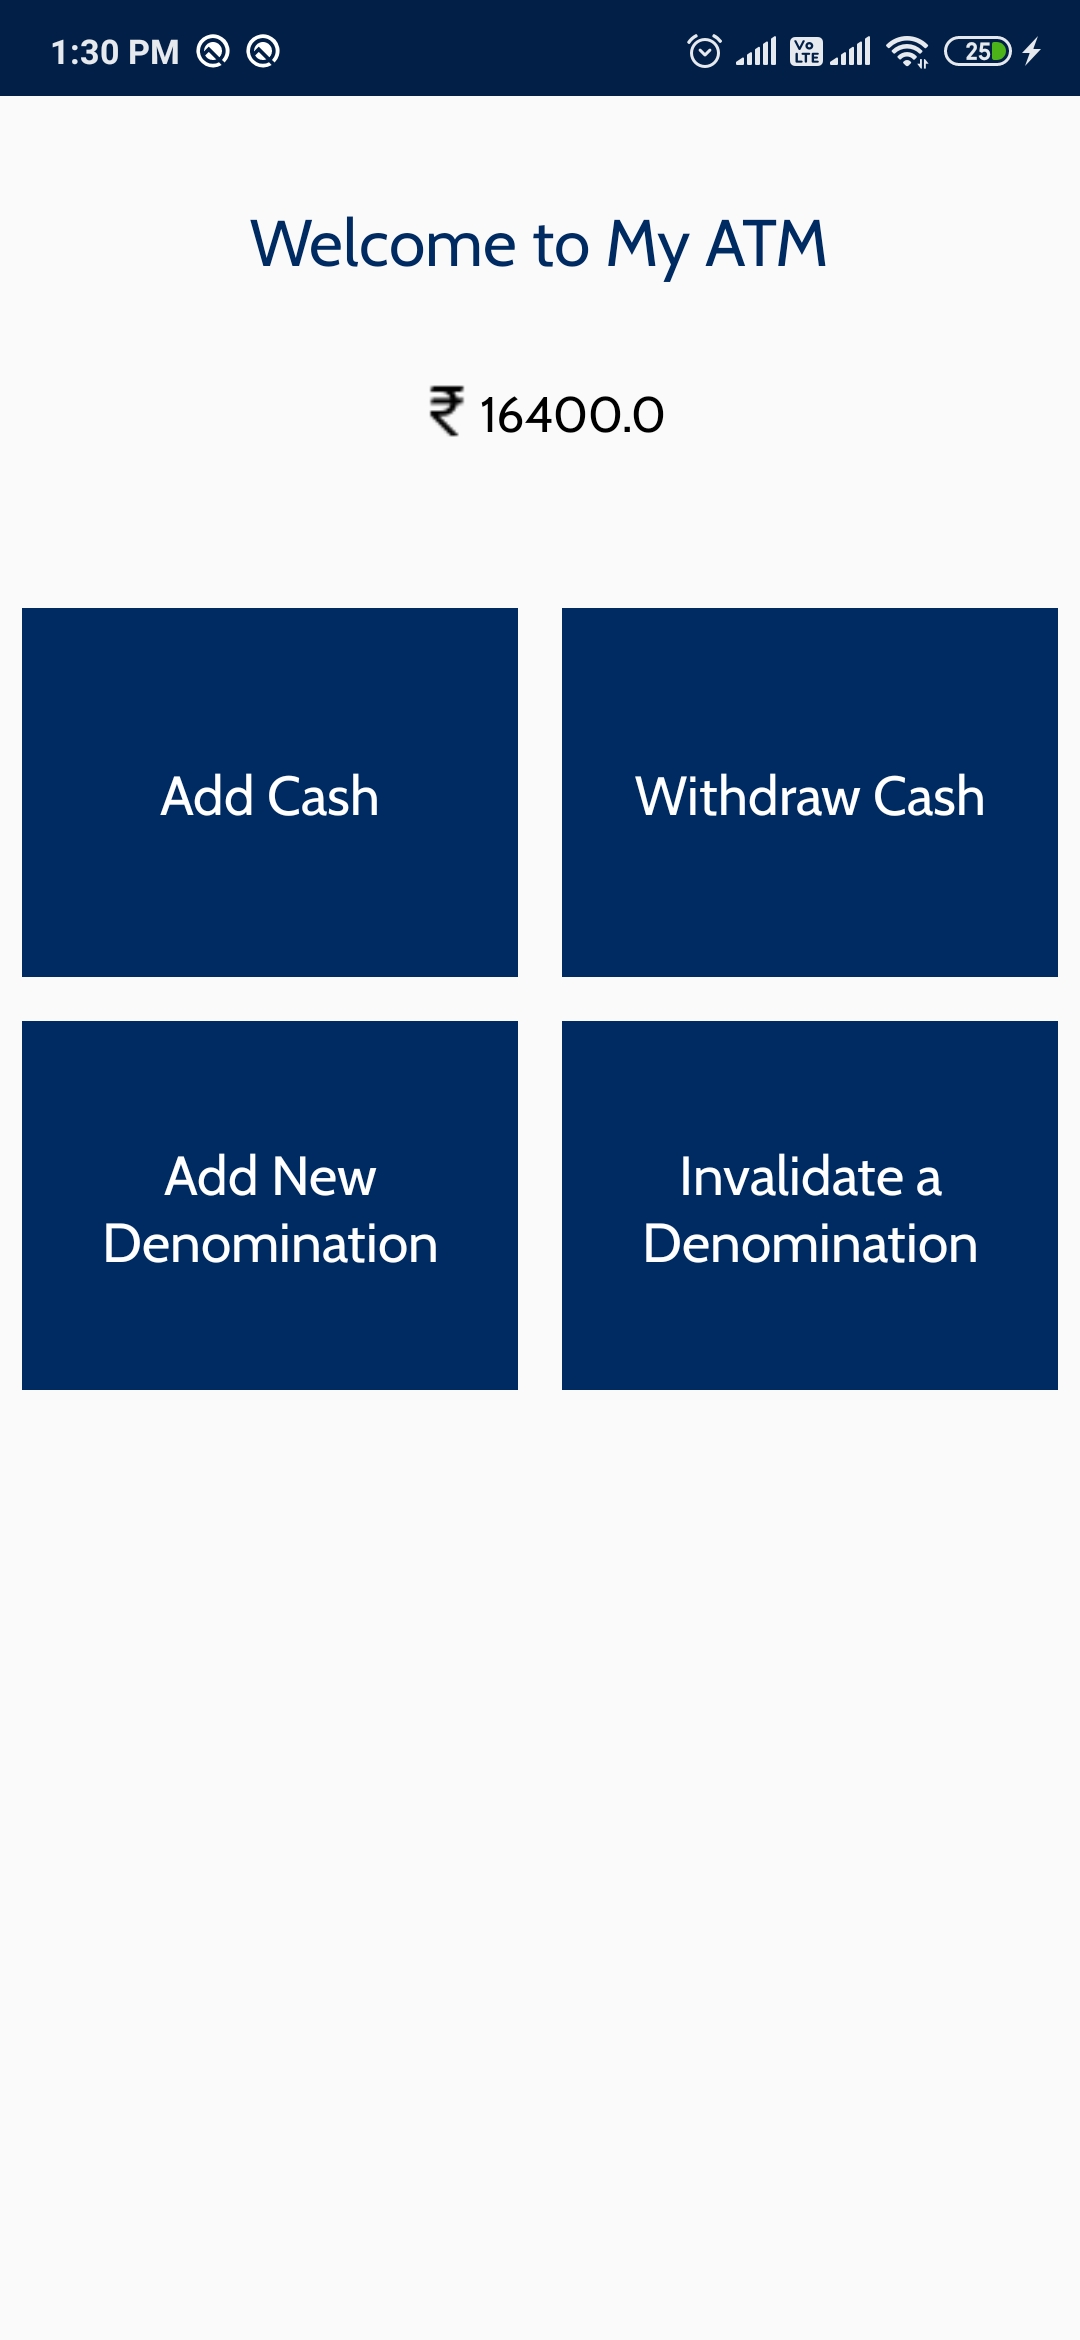 1:30 PM
Vo
LTE
25
Welcome to My ATM
₹ 16400.0
Add Cash
Withdraw Cash
Add New
Denomination
Invalidate a
Denomination